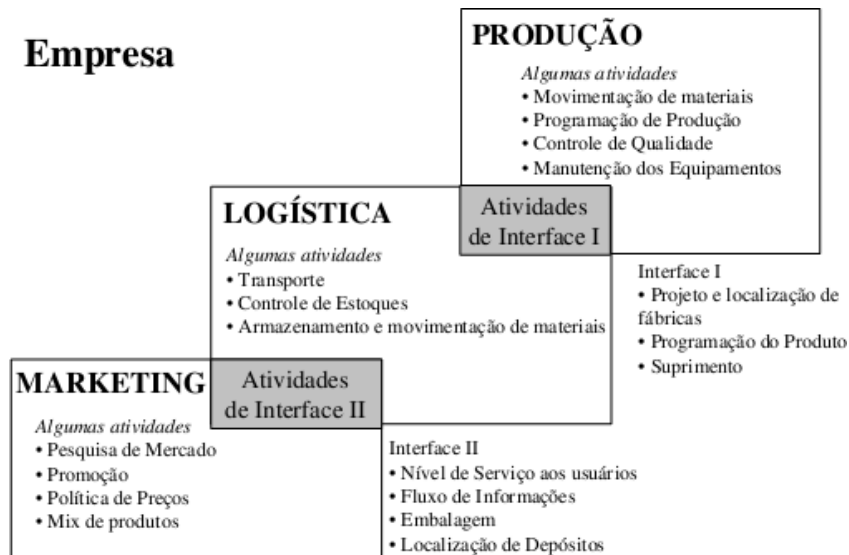 Empresa
PRODUÇÃO
Algumas atividades
• Movimentação de materiais
• Programação de Produção
• Controle de Qualidade
• Manutenção dos Equipamentos
Atividades
de Interface I
LOGÍSTICA
Algumas atividades
• Transporte
• Controle de Estoques
• Armazenamento e movimentação de materiais
Interface I
• Projeto e localização de
fábricas
• Programação do Produto
• Suprimento
MARKETING
Algumas atividades
• Pesquisa de Mercado
• Promoção
• Política de Preços
• Mix de produtos
Atividades
de Interface II
Interface II
• Nível de Serviço aos usuários
• Fluxo de Informações
• Embalagem
• Localização de Depósitos